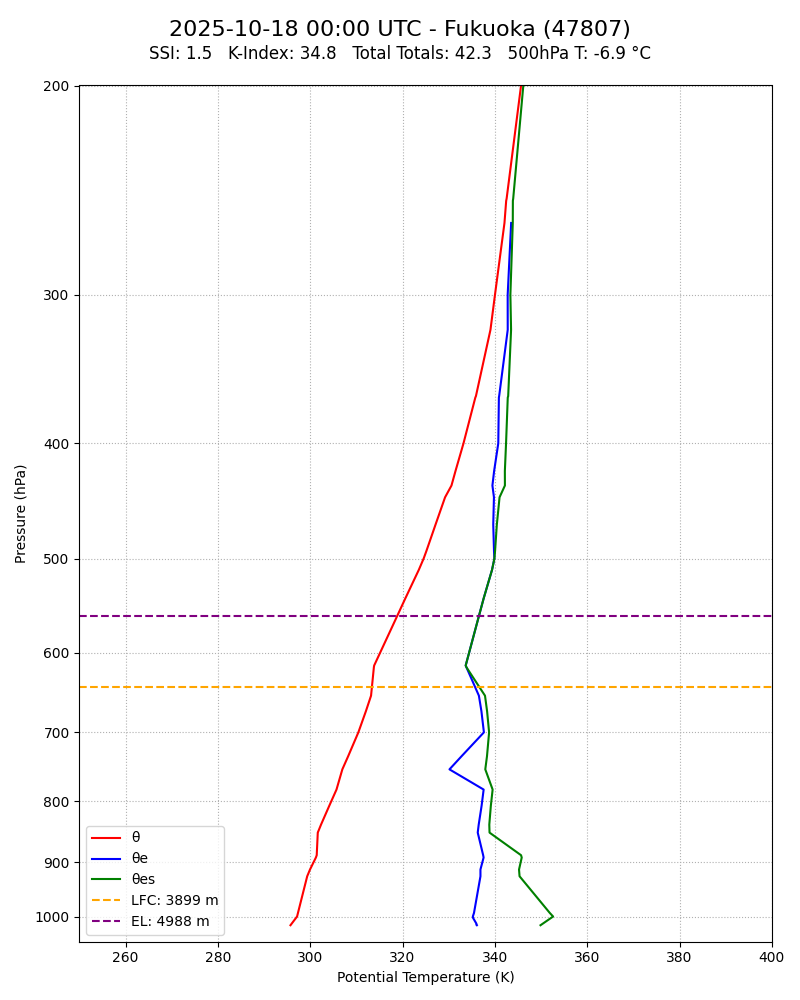 2025-10-18 00:00 UTC - Fukuoka (47807)
SSI: 1.5 K-Index: 34.8 Total Totals: 42.3 500hPa T: -6.9 °C
200
300
400
500
600
700
800
900
1000
Pressure (hPa)
θ
θe
θes
LFC: 3899 m
EL: 4988 m
260 280 300 320 340 360 380 400
Potential Temperature (K)